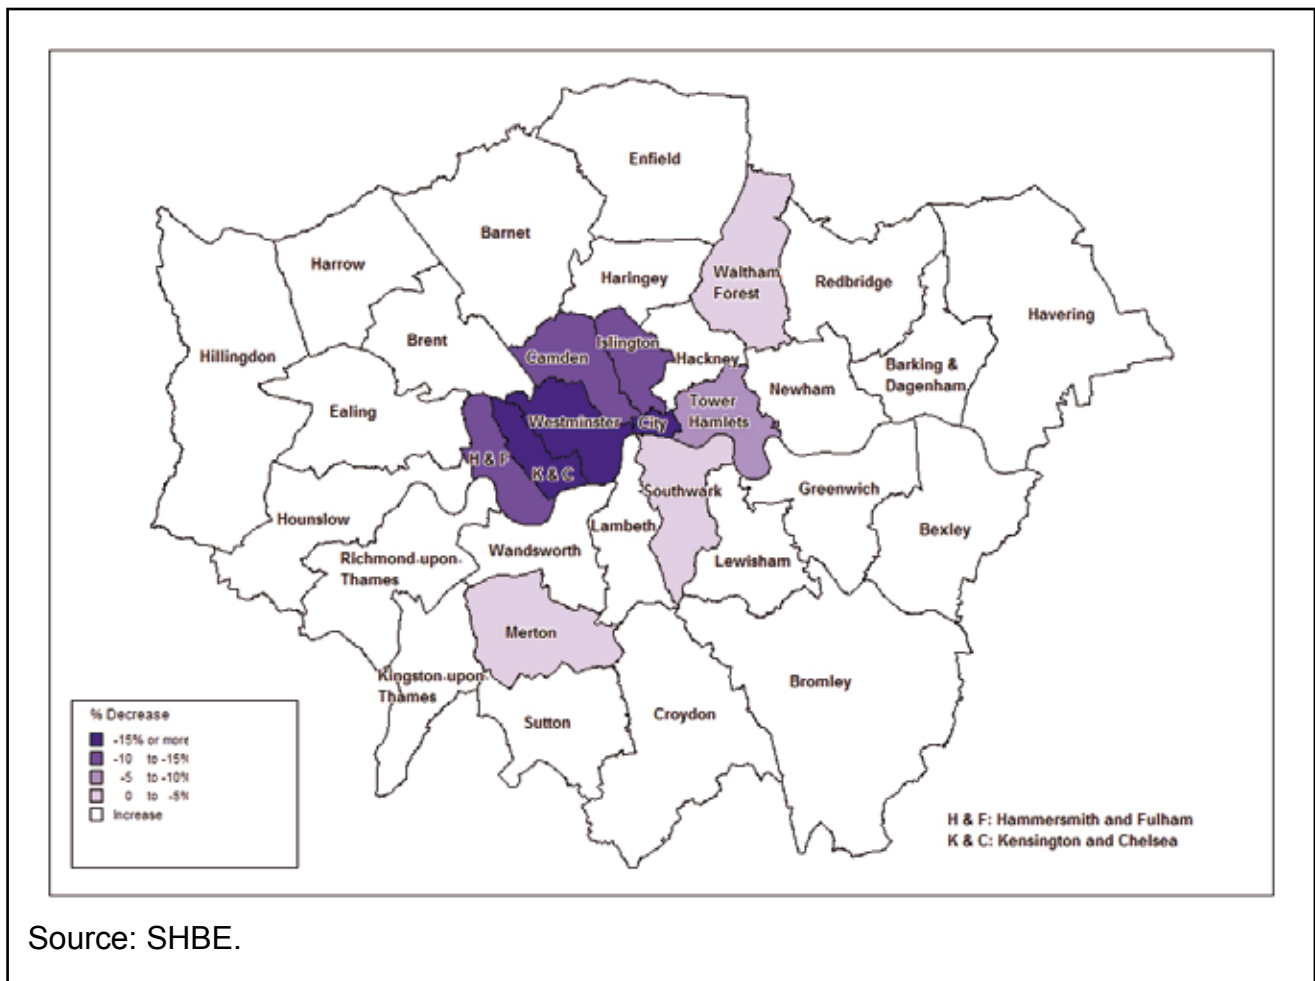 Enfield
Barnet
Harrow
Haringey
Waltham
Forest
Redbridge
Havering
Hillingdon
Brent
Camden
Islington
Hackney
Barking &
Dagenham
Newham
Ealing
Westminster
City
Tower
Hamlets
H & F
K & C
Southwark
Greenwich
Hounslow
Lambeth
Bexley
Richmond-upon-
Thames
Wandsworth
Lewisham
Merton
Kingston-upon-
Thames
Sutton
Croydon
Bromley
% Decrease
-15% or more
-10 to -15%
-5 to -10%
0 to -5%
Increase
H & F: Hammersmith and Fulham
K & C: Kensington and Chelsea
Source: SHBE.